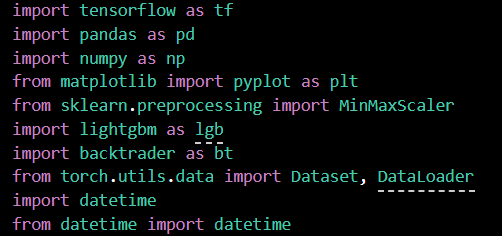 import tensorflow as tf
import pandas as pd
import numpy as np
from matplotlib import pyplot as plt
from sklearn.preprocessing import MinMaxScaler
import lightgbm as lgb
import backtrader as bt
from torch.utils.data import Dataset, DataLoader
import datetime
from datetime import datetime